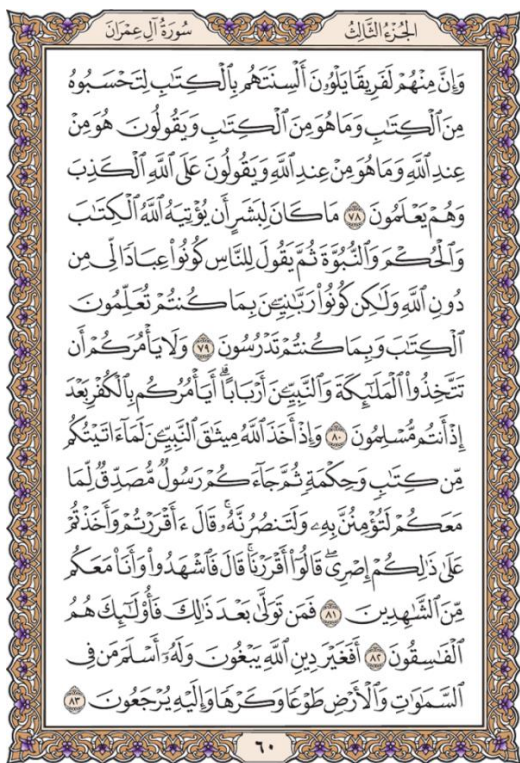 الجُزْءُ الثَّالِثُ
سُورَةُ آلِ عِمْرَانَ
وَإِنَّ مِنْهُمْ لَفَرِيقًا يَلْوُۥنَ أَلْسِنَتَهُم بِٱلْكِتَٰبِ لِتَحْسَبُوهُ
مِنَ ٱلْكِتَٰبِ وَمَا هُوَ مِنَ ٱلْكِتَٰبِ وَيَقُولُونَ هُوَ مِنْ
عِندِ ٱللَّهِ وَمَا هُوَ مِنْ عِندِ ٱللَّهِ وَيَقُولُونَ عَلَى ٱللَّهِ ٱلْكَذِبَ
وَهُمْ يَعْلَمُونَ ٧٨ مَا كَانَ لِبَشَرٍ أَن يُؤْتِيَهُ ٱللَّهُ ٱلْكِتَٰبَ
وَٱلْحُكْمَ وَٱلنُّبُوَّةَ ثُمَّ يَقُولَ لِلنَّاسِ كُونُوا۟ عِبَادًا لِّى مِن
دُونِ ٱللَّهِ وَلَٰكِن كُونُوا۟ رَبَّٰنِيِّۦنَ بِمَا كُنتُمْ تُعَلِّمُونَ
ٱلْكِتَٰبَ وَبِمَا كُنتُمْ تَدْرُسُونَ ٧٩ وَلَا يَأْمُرَكُمْ أَن
تَتَّخِذُوا۟ ٱلْمَلَٰٓئِكَةَ وَٱلنَّبِيِّۦنَ أَرْبَابًا ۗ أَيَأْمُرُكُم بِٱلْكُفْرِ بَعْدَ
إِذْ أَنتُم مُّسْلِمُونَ ٨٠ وَإِذْ أَخَذَ ٱللَّهُ مِيثَٰقَ ٱلنَّبِيِّۦنَ لَمَآ ءَاتَيْتُكُم
مِّن كِتَٰبٍ وَحِكْمَةٍ ثُمَّ جَآءَكُمْ رَسُولٌ مُّصَدِّقٌ لِّمَا
مَعَكُمْ لَتُؤْمِنُنَّ بِهِۦ وَلَتَنصُرُنَّهُۥ ۚ قَالَ ءَأَقْرَرْتُمْ وَأَخَذْتُمْ
عَلَىٰ ذَٰلِكُمْ إِصْرِى ۖ قَالُوٓا۟ أَقْرَرْنَا ۚ قَالَ فَٱشْهَدُوا۟ وَأَنَا۠ مَعَكُم
مِّنَ ٱلشَّٰهِدِينَ ٨١ فَمَن تَوَلَّىٰ بَعْدَ ذَٰلِكَ فَأُو۟لَٰٓئِكَ هُمُ
ٱلْفَٰسِقُونَ ٨٢ أَفَغَيْرَ دِينِ ٱللَّهِ يَبْغُونَ وَلَهُۥٓ أَسْلَمَ مَن فِى
ٱلسَّمَٰوَٰتِ وَٱلْأَرْضِ طَوْعًا وَكَرْهًا وَإِلَيْهِ يُرْجَعُونَ ٨٣
٦٠